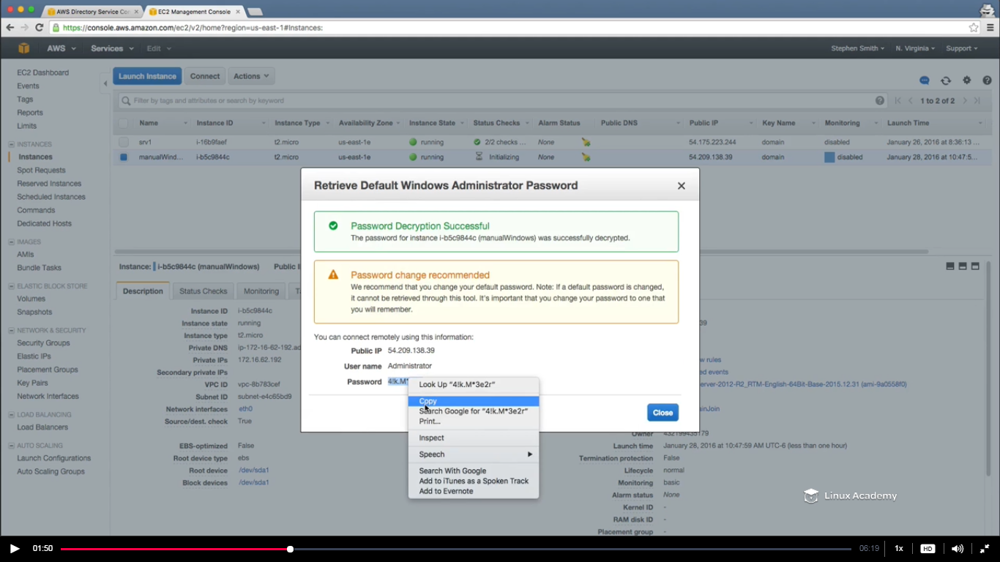 AWS Directory Service Con
EC2 Management Console
https://console.aws.amazon.com/ec2/v2/home?region=us-east-1#Instances:
AWS Services Edit Stephen Smith N. Virginia Support
EC2 Dashboard
Events
Tags
Reports
Limits
INSTANCES
Instances
Spot Requests
Reserved Instances
Scheduled Instances
Commands
Dedicated Hosts
IMAGES
AMIs
Bundle Tasks
ELASTIC BLOCK STORE
Volumes
Snapshots
NETWORK & SECURITY
Security Groups
Elastic IPs
Placement Groups
Key Pairs
Network Interfaces
LOAD BALANCING
Load Balancers
AUTO SCALING
Launch Configurations
Auto Scaling Groups
Launch Instance Connect Actions
Filter by tags and attributes or search by keyword
1 to 2 of 2
Name Instance ID Instance Type Availability Zone Instance State Status Checks Alarm Status Public DNS Public IP Key Name Monitoring Launch Time
srv1 i-16b9faef t2.micro us-east-1e running 2/2 checks ... None 54.175.223.244 domain disabled January 26, 2016 at 8:36:13 ...
manualWind... i-b5c9844c t2.micro us-east-1e running Initializing None 54.209.138.39 domain disabled January 28, 2016 at 10:47:5...
Retrieve Default Windows Administrator Password
Password Decryption Successful
The password for instance i-b5c9844c (manualWindows) was successfully decrypted.
Password change recommended
We recommend that you change your default password. Note: If a default password is changed,
it cannot be retrieved through this tool. It's important that you change your password to one that
you will remember.
You can connect remotely using this information:
Public IP 54.209.138.39
User name Administrator
Password 4!k.M*
Look Up "4!k.M*3e2r"
Copy
Search Google for "4!k.M*3e2r"
Print...
Inspect
Speech
Search With Google
Add to iTunes as a Spoken Track
Add to Evernote
Close
Instance: i-b5c9844c (manualWindows) Public I
Description Status Checks Monitoring T
Instance ID i-b5c9844c
Instance state running
Instance type t2.micro
Private DNS ip-172-16-62-192.ad
Private IPs 172.16.62.192
Secondary private IPs
VPC ID vpc-8b783cef
Subnet ID subnet-e4c65bd9
Network interfaces eth0
Source/dest. check True
EBS-optimized False
Root device type ebs
Root device /dev/sda1
Block devices /dev/sda1
39
w rules
ed events
erver-2012-R2_RTM-English-64Bit-Base-2015.12.31 (ami-9a0558f0)
inJoin
Owner 432199435179
Launch time January 28, 2016 at 10:47:59 AM UTC-6 (less than one hour)
Termination protection False
Lifecycle normal
Monitoring basic
Alarm status None
Kernel ID -
RAM disk ID -
Placement group -
Linux Academy
01:50 06:19 1x HD